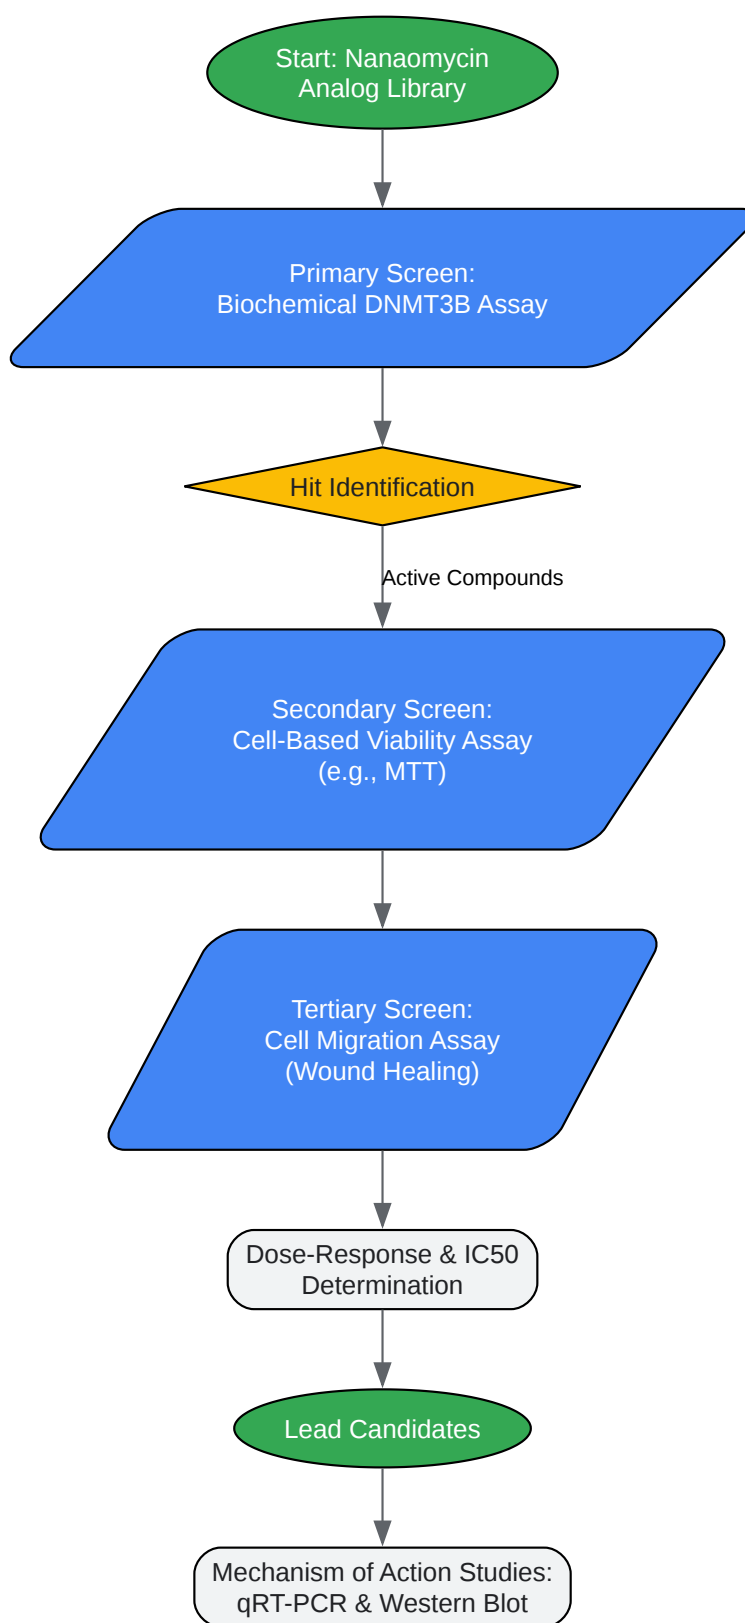 Start: Nanaomycin
Analog Library
Primary Screen:
Biochemical DNMT3B Assay
Hit Identification
Active Compounds
Secondary Screen:
Cell-Based Viability Assay
(e.g., MTT)
Tertiary Screen:
Cell Migration Assay
(Wound Healing)
Dose-Response & IC50
Determination
Lead Candidates
Mechanism of Action Studies:
qRT-PCR & Western Blot